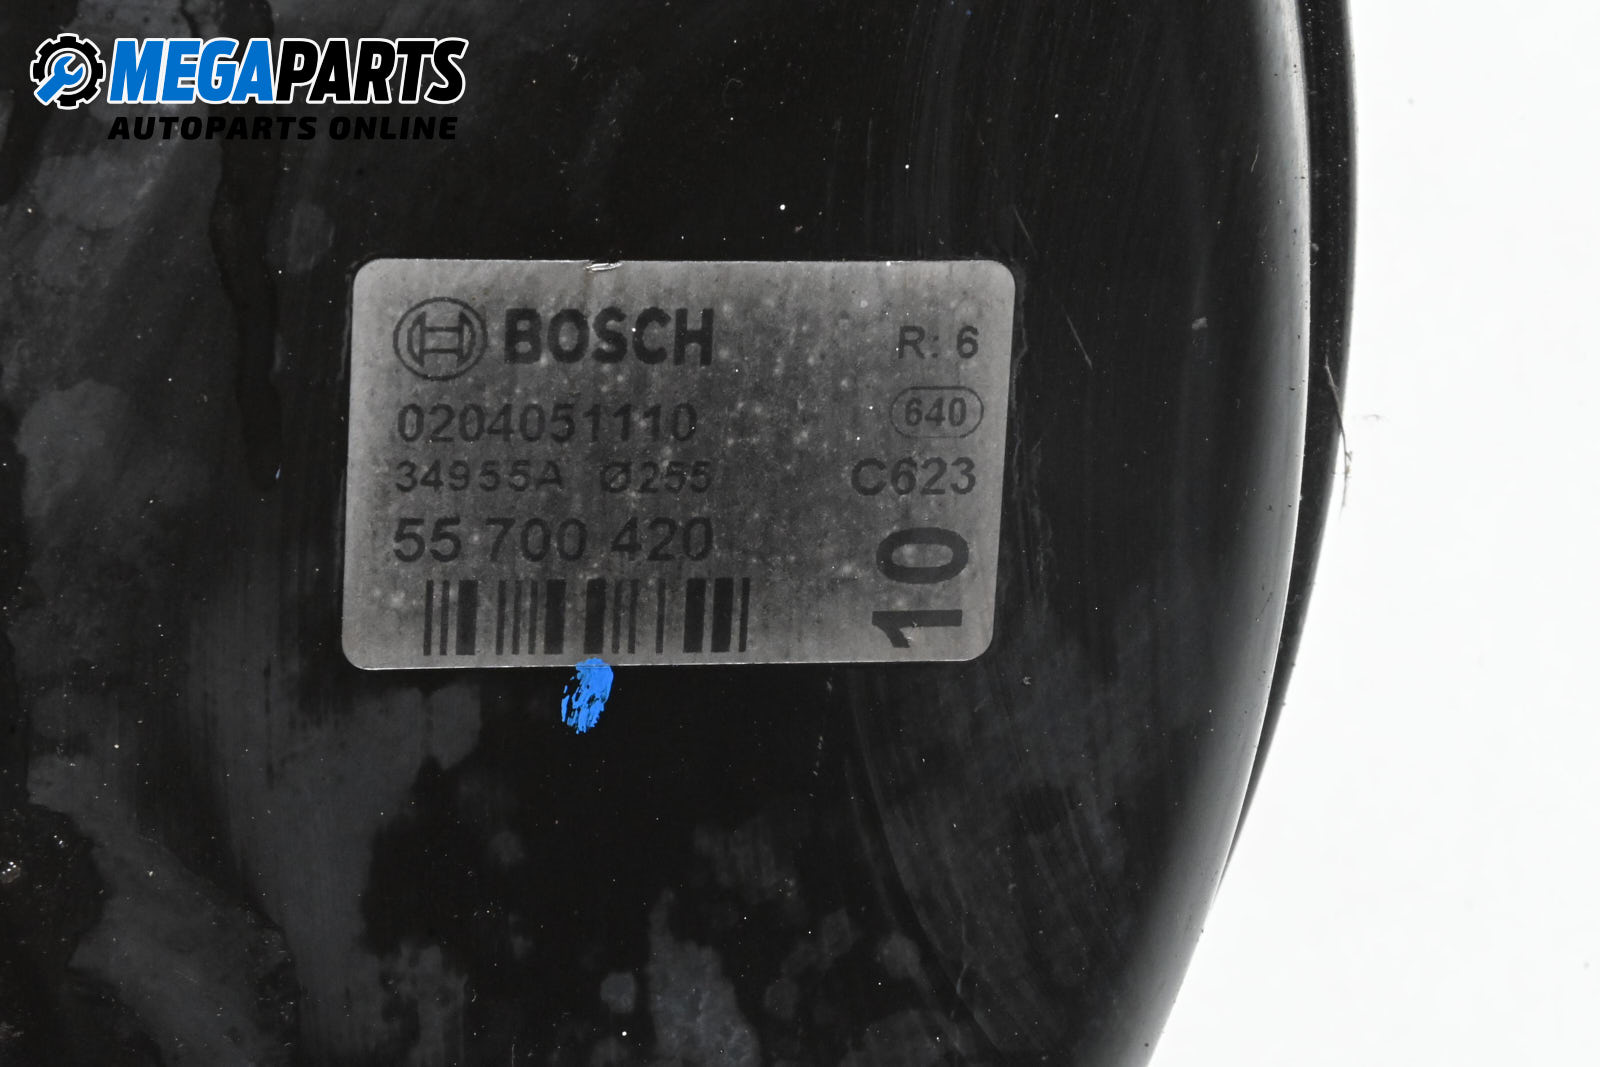 MEGAPARTS
AUTOPARTS ONLINE
BOSCH
R: 6
0204051110
640
34955A Ø255
C623
55 700 420
10